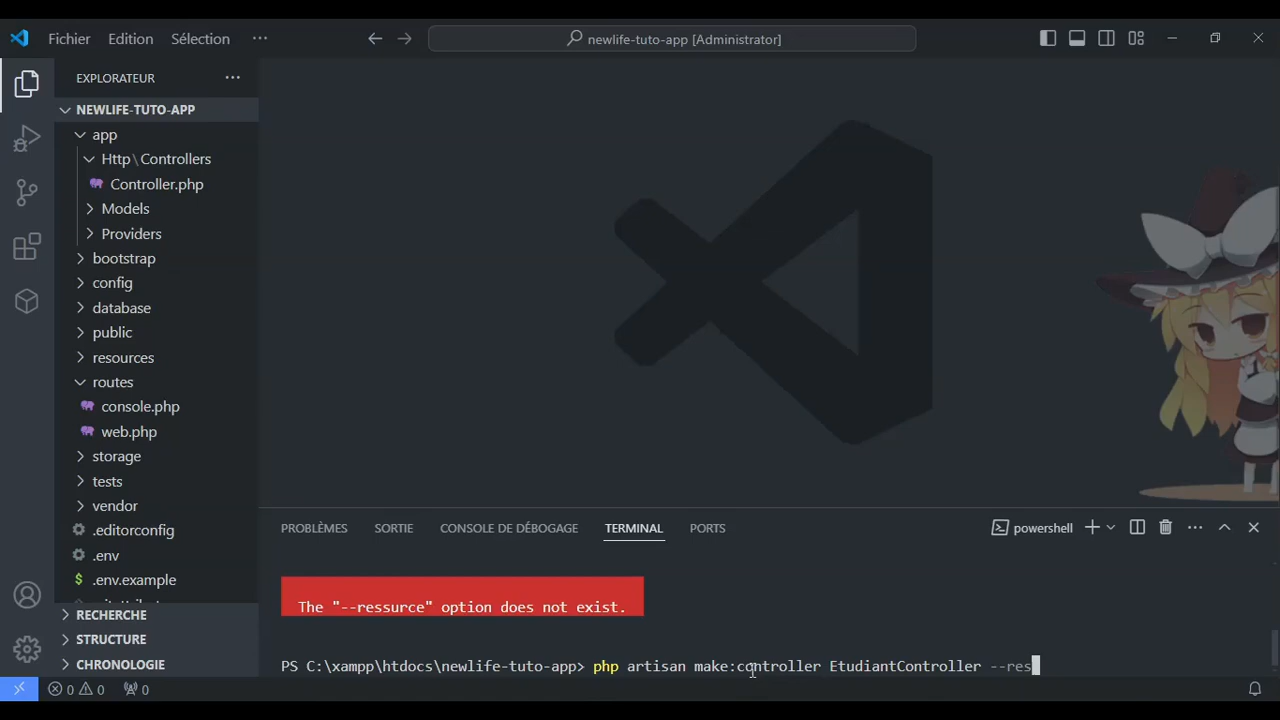 Fichier Edition Sélection ··· newlife-tuto-app [Administrator]
EXPLORATEUR ···
NEWLIFE-TUTO-APP
app
Http\Controllers
Controller.php
Models
Providers
bootstrap
config
database
public
resources
routes
console.php
web.php
storage
tests
vendor
.editorconfig
.env
$ .env.example
RECHERCHE
STRUCTURE
CHRONOLOGIE
PROBLÈMES SORTIE CONSOLE DE DÉBOGAGE TERMINAL PORTS powershell
The "--ressurce" option does not exist.
PS C:\xampp\htdocs\newlife-tuto-app> php artisan make:controller EtudiantController --res
0 0 0